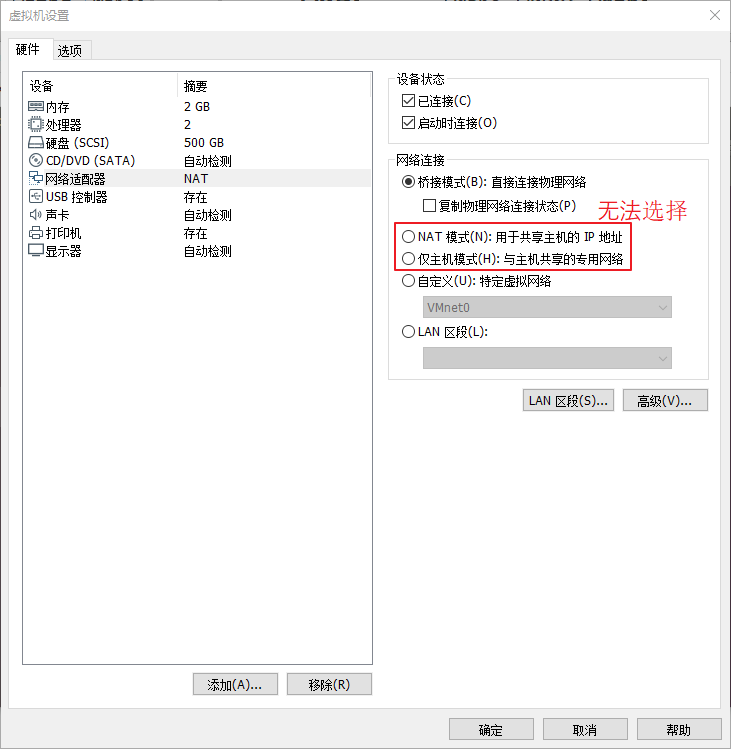 虚拟机设置
硬件 选项
设备 摘要
内存 2 GB
处理器 2
硬盘 (SCSI) 500 GB
CD/DVD (SATA) 自动检测
网络适配器 NAT
USB 控制器 存在
声卡 自动检测
打印机 存在
显示器 自动检测
添加(A)... 移除(R)
设备状态
已连接(C)
启动时连接(O)
网络连接
桥接模式(B): 直接连接物理网络
复制物理网络连接状态(P)
无法选择
NAT 模式(N): 用于共享主机的 IP 地址
仅主机模式(H): 与主机共享的专用网络
自定义(U): 特定虚拟网络
VMnet0
LAN 区段(L):
LAN 区段(S)... 高级(V)...
确定 取消 帮助